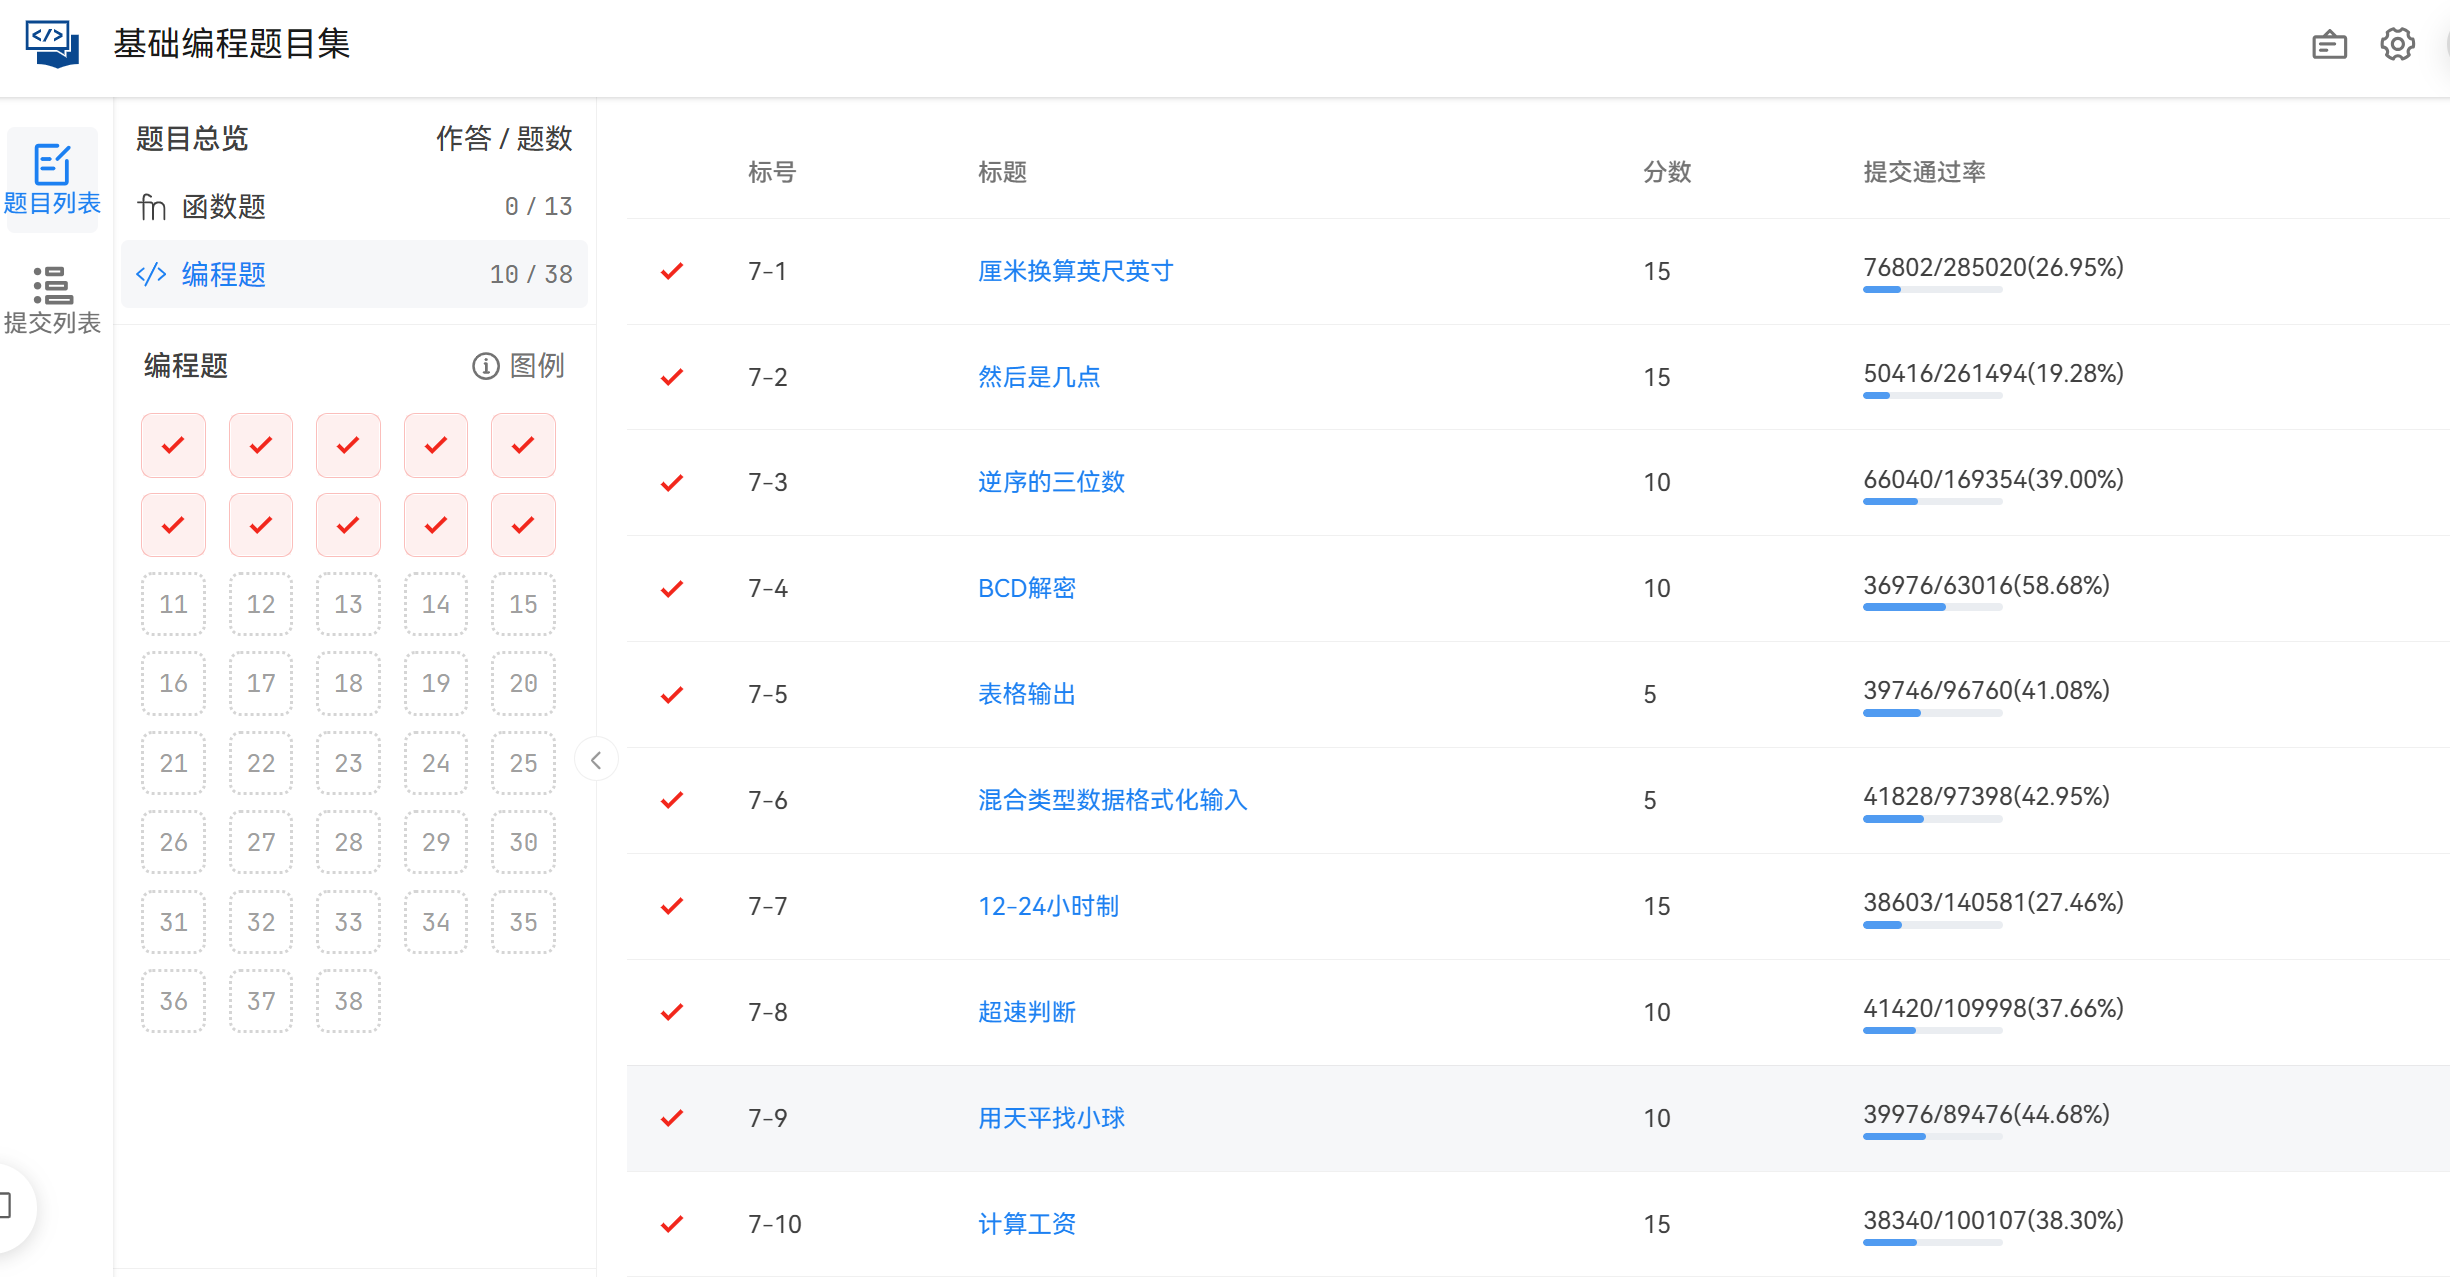 </>
基础编程题目集
题目列表
提交列表
题目总览 作答 / 题数
fn 函数题 0 / 13
</> 编程题 10 / 38
编程题 图例
11 12 13 14 15
16 17 18 19 20
21 22 23 24 25
26 27 28 29 30
31 32 33 34 35
36 37 38
标号 标题 分数 提交通过率
7-1 厘米换算英尺英寸 15 76802/285020(26.95%)
7-2 然后是几点 15 50416/261494(19.28%)
7-3 逆序的三位数 10 66040/169354(39.00%)
7-4 BCD解密 10 36976/63016(58.68%)
7-5 表格输出 5 39746/96760(41.08%)
7-6 混合类型数据格式化输入 5 41828/97398(42.95%)
7-7 12-24小时制 15 38603/140581(27.46%)
7-8 超速判断 10 41420/109998(37.66%)
7-9 用天平找小球 10 39976/89476(44.68%)
7-10 计算工资 15 38340/100107(38.30%)